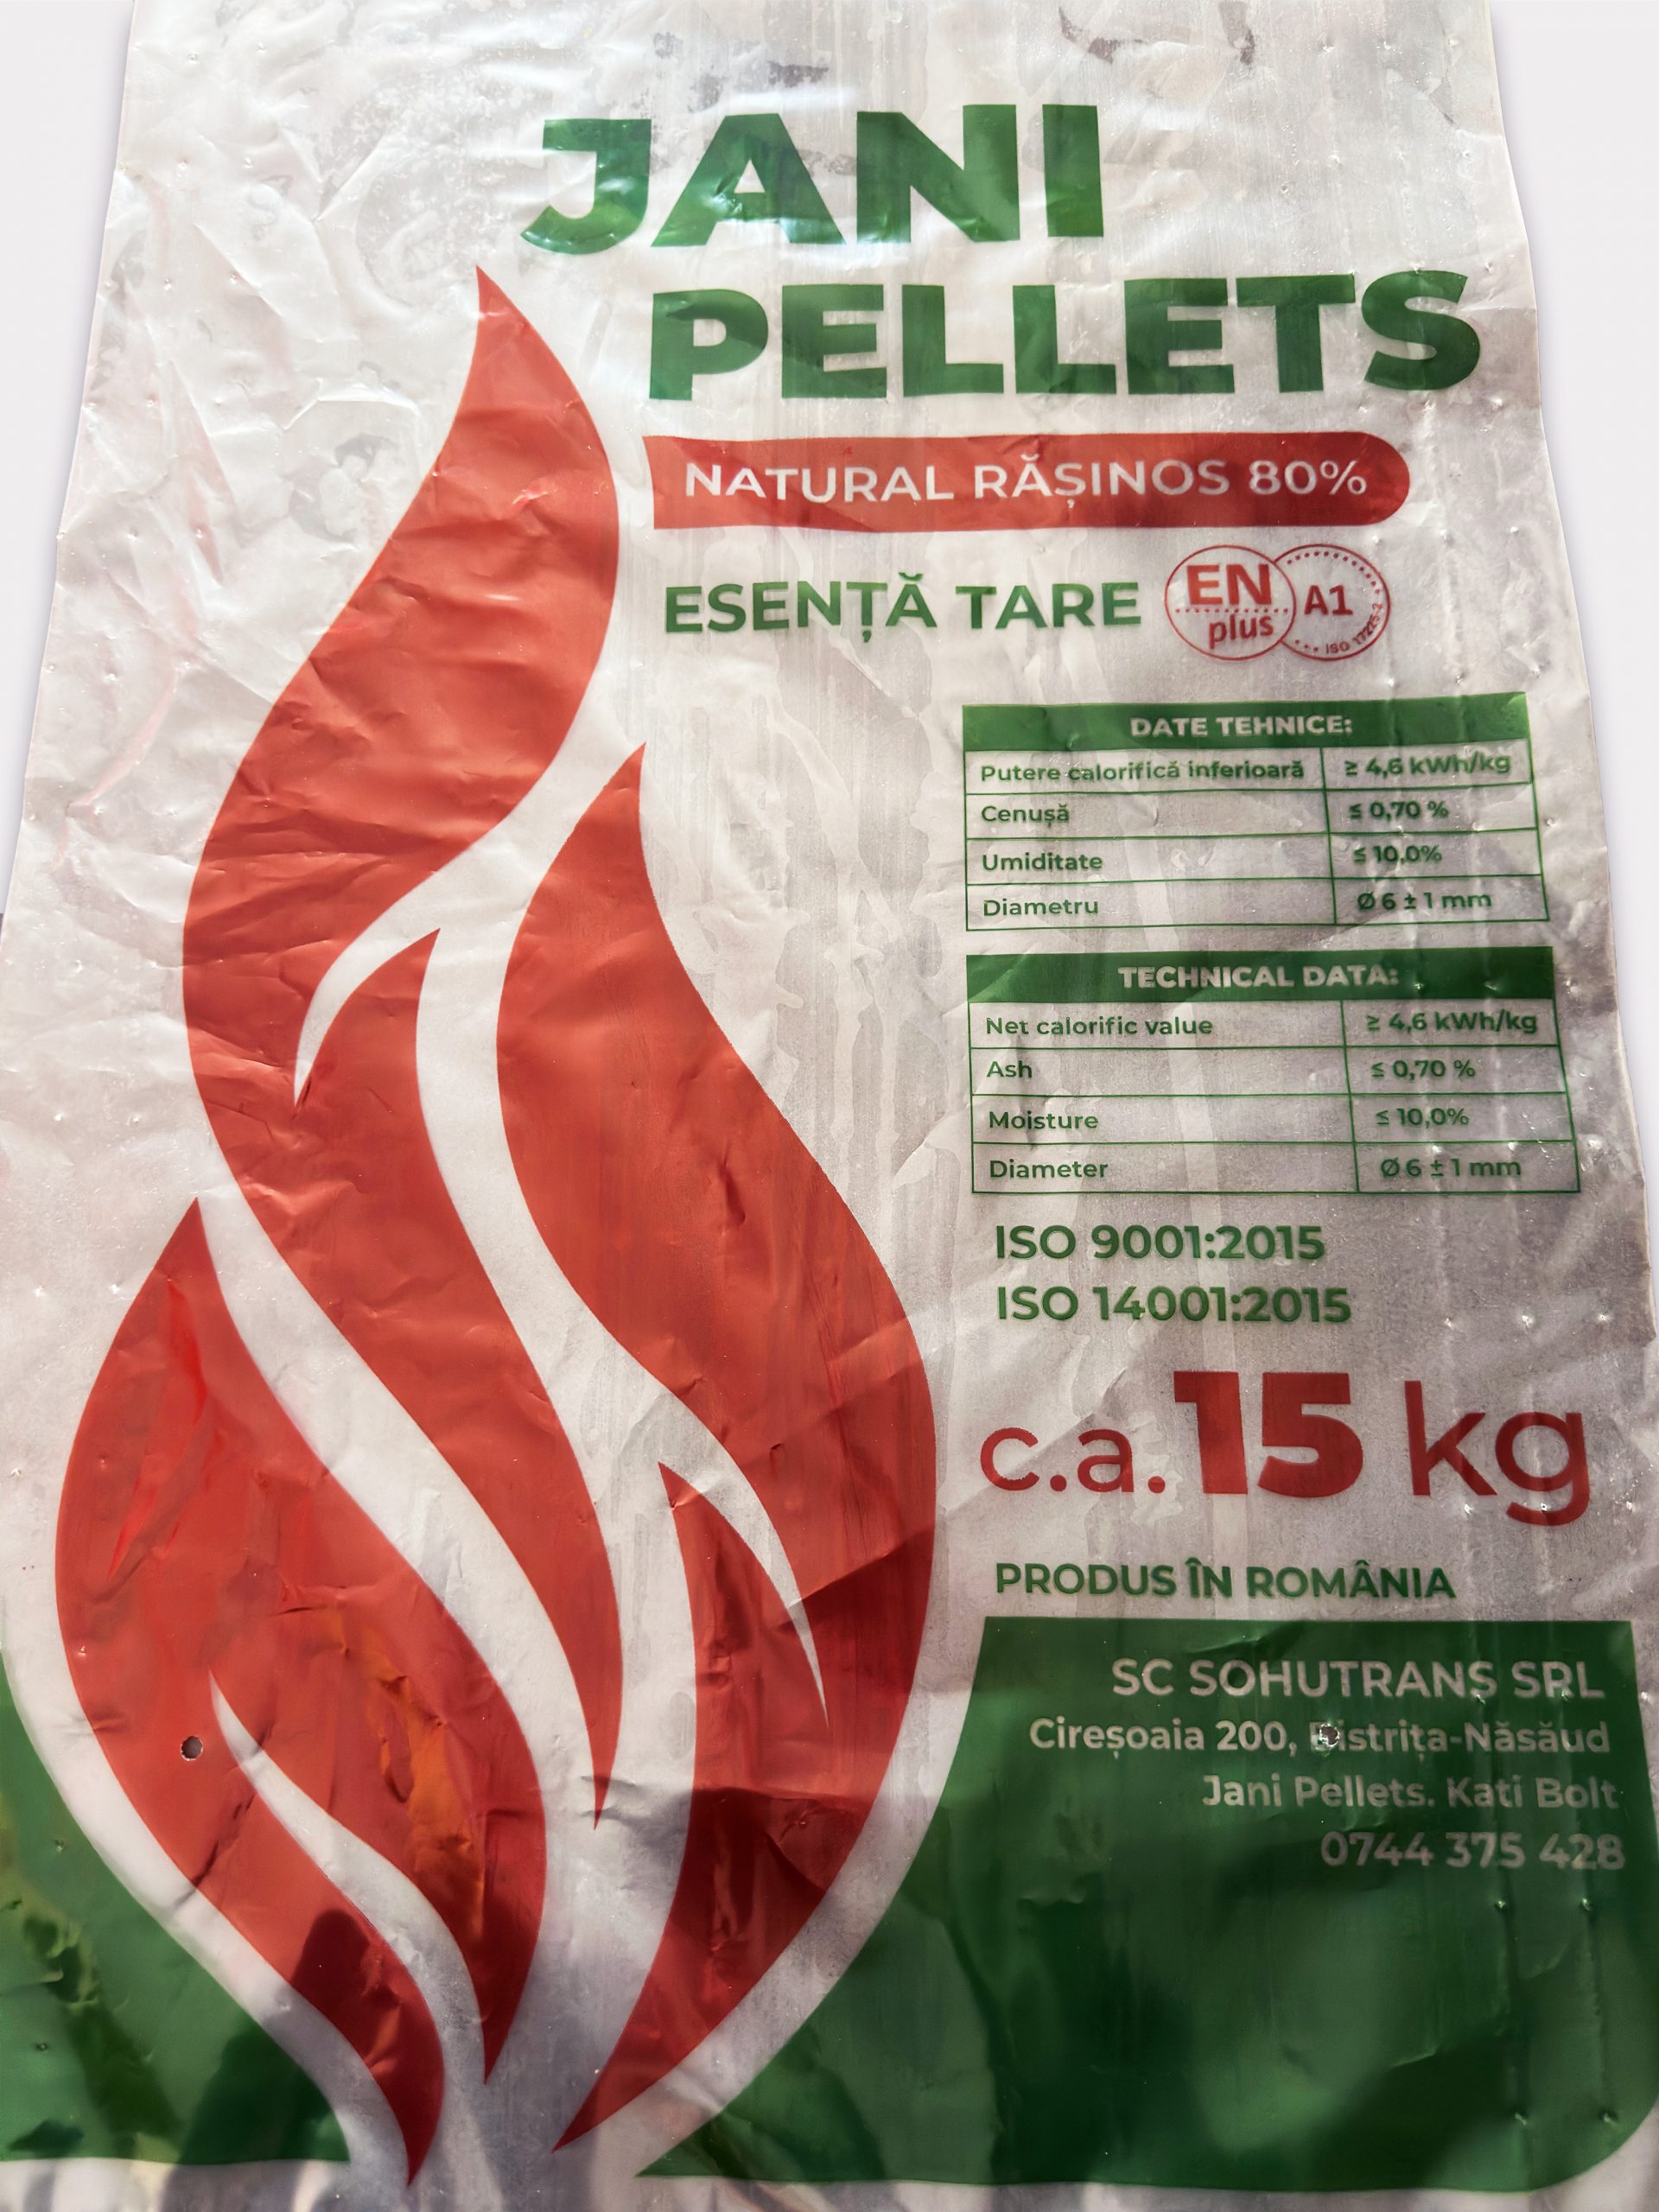 JANI
PELLETS
NATURAL RĂȘINOS 80%
ESENȚĂ TARE
EN
plus
A1
ISO 17225-2
DATE TEHNICE:
Putere calorifică inferioară ≥ 4,6 kWh/kg
Cenușă ≤ 0,70 %
Umiditate ≤ 10,0%
Diametru Ø 6 ± 1 mm
TECHNICAL DATA:
Net calorific value ≥ 4,6 kWh/kg
Ash ≤ 0,70 %
Moisture ≤ 10,0%
Diameter Ø 6 ± 1 mm
ISO 9001:2015
ISO 14001:2015
c.a. 15 kg
PRODUS ÎN ROMÂNIA
SC SOHUTRANS SRL
Cireșoaia 200, Bistrița-Năsăud
Jani Pellets. Kati Bolt
0744 375 428